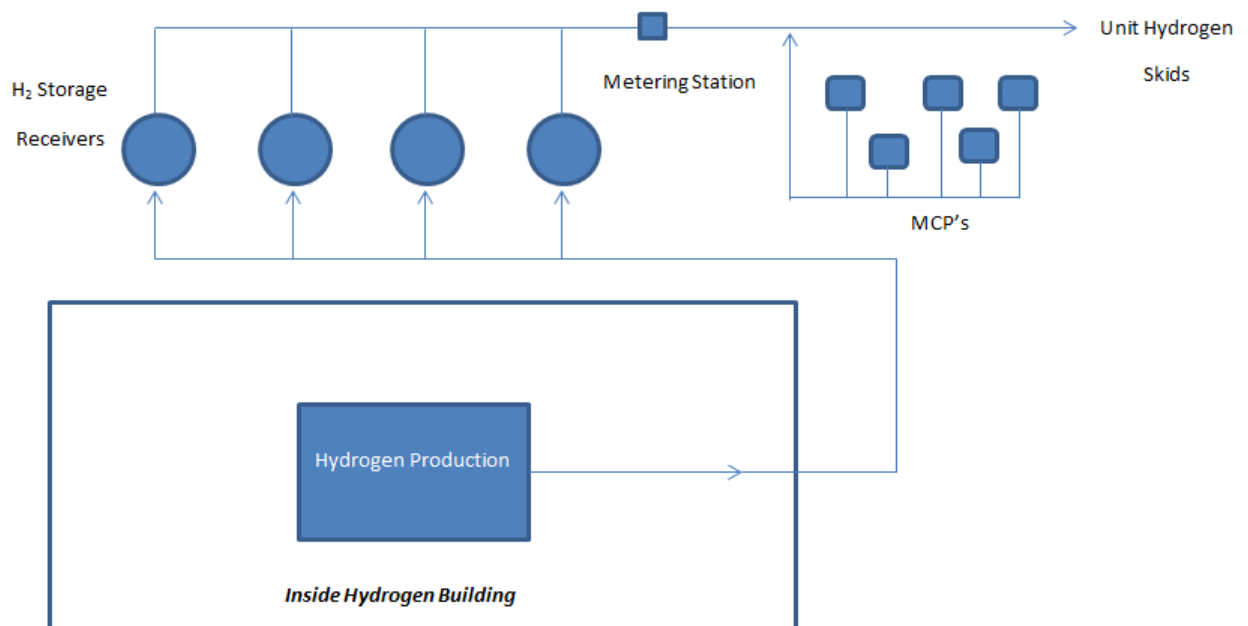 Unit Hydrogen
Skids
H₂ Storage
Receivers
Metering Station
MCP's
Hydrogen Production
Inside Hydrogen Building